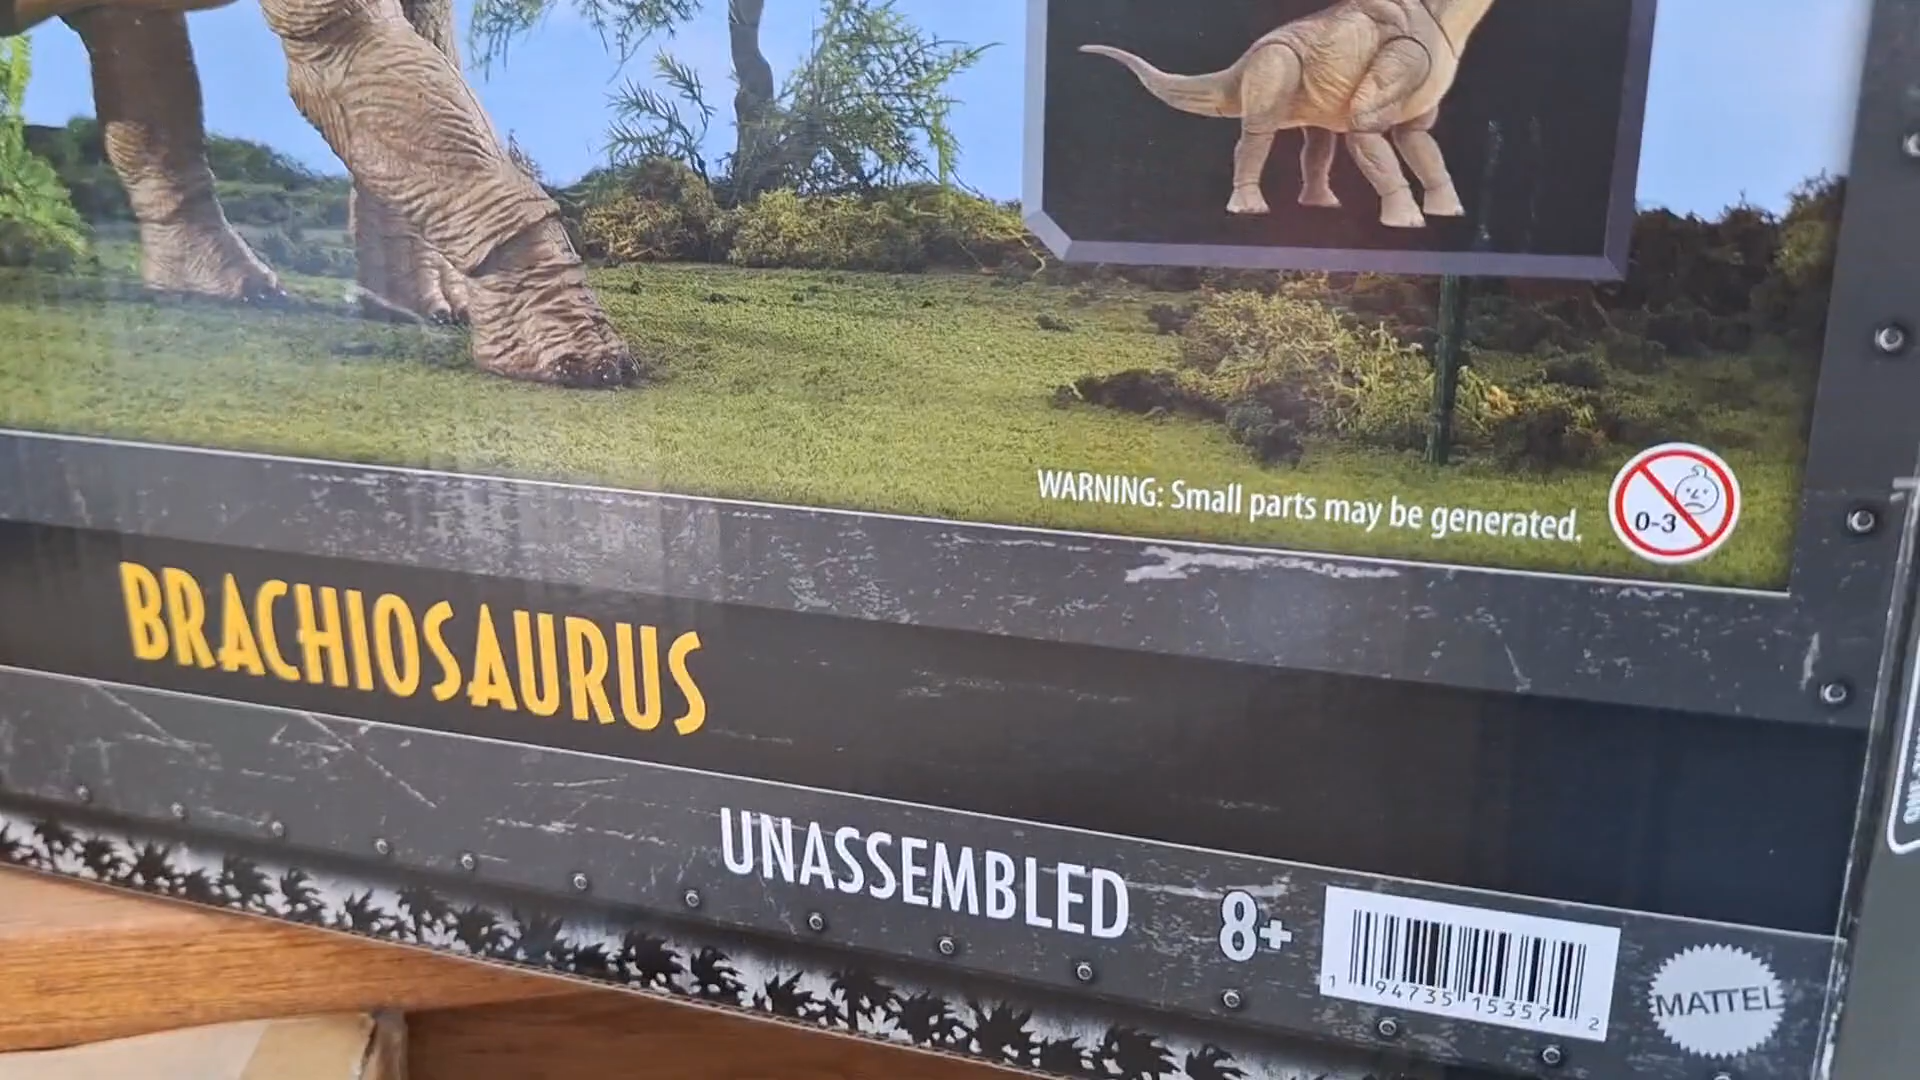 WARNING: Small parts may be generated.
0-3
BRACHIOSAURUS
UNASSEMBLED
8+
1 94735 15357 2
MATTEL